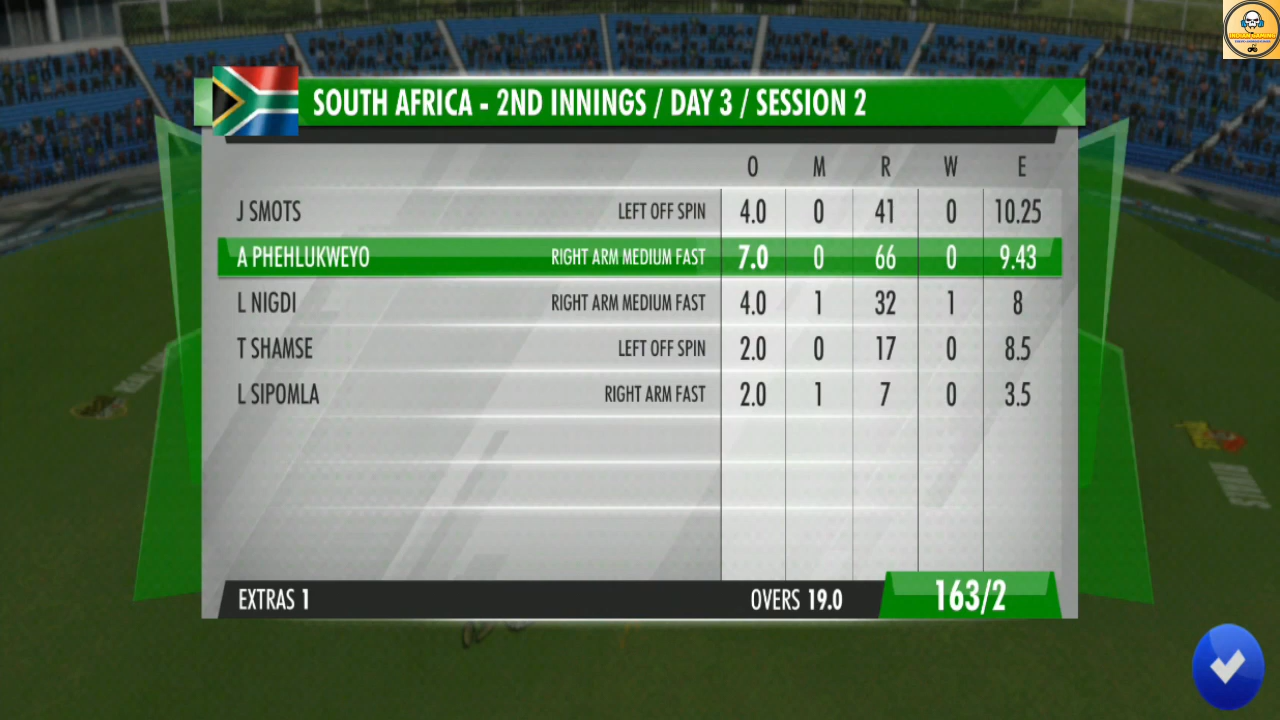 INDIAN GAMING
SOUTH AFRICA - 2ND INNINGS / DAY 3 / SESSION 2
O M R W E
J SMOTS LEFT OFF SPIN 4.0 0 41 0 10.25
A PHEHLUKWEYO RIGHT ARM MEDIUM FAST 7.0 0 66 0 9.43
L NIGDI RIGHT ARM MEDIUM FAST 4.0 1 32 1 8
T SHAMSE LEFT OFF SPIN 2.0 0 17 0 8.5
L SIPOMLA RIGHT ARM FAST 2.0 1 7 0 3.5
EXTRAS 1 OVERS 19.0 163/2